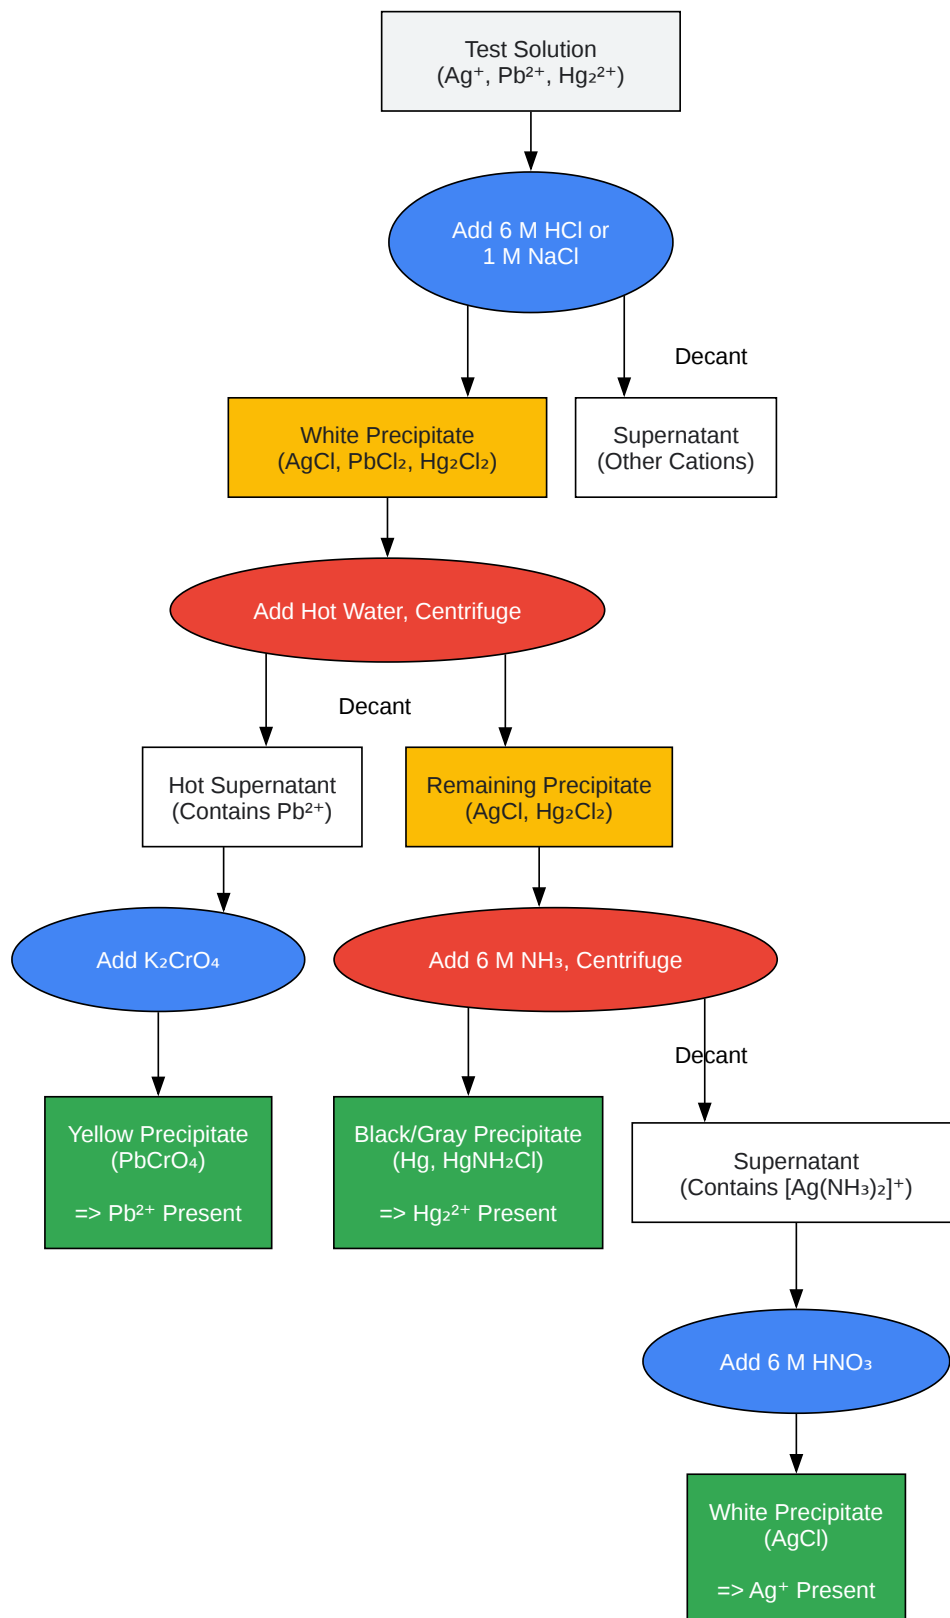 Test Solution
(Ag⁺, Pb²⁺, Hg₂²⁺)
Add 6 M HCl or
1 M NaCl
Decant
White Precipitate
(AgCl, PbCl₂, Hg₂Cl₂)
Supernatant
(Other Cations)
Add Hot Water, Centrifuge
Decant
Hot Supernatant
(Contains Pb²⁺)
Remaining Precipitate
(AgCl, Hg₂Cl₂)
Add K₂CrO₄
Add 6 M NH₃, Centrifuge
Decant
Yellow Precipitate
(PbCrO₄)
=> Pb²⁺ Present
Black/Gray Precipitate
(Hg, HgNH₂Cl)
=> Hg₂²⁺ Present
Supernatant
(Contains [Ag(NH₃)₂]⁺)
Add 6 M HNO₃
White Precipitate
(AgCl)
=> Ag⁺ Present